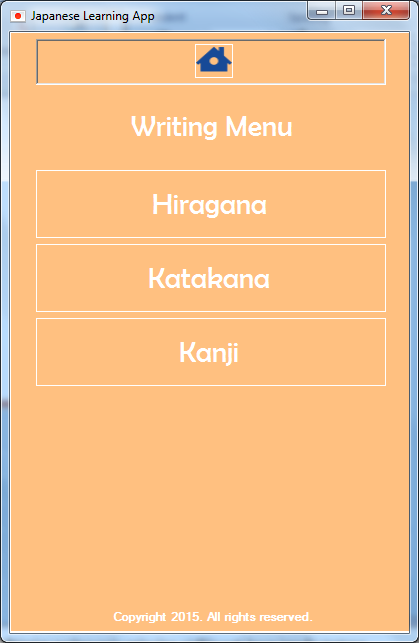 Japanese Learning App
Writing Menu
Hiragana
Katakana
Kanji
Copyright 2015. All rights reserved.